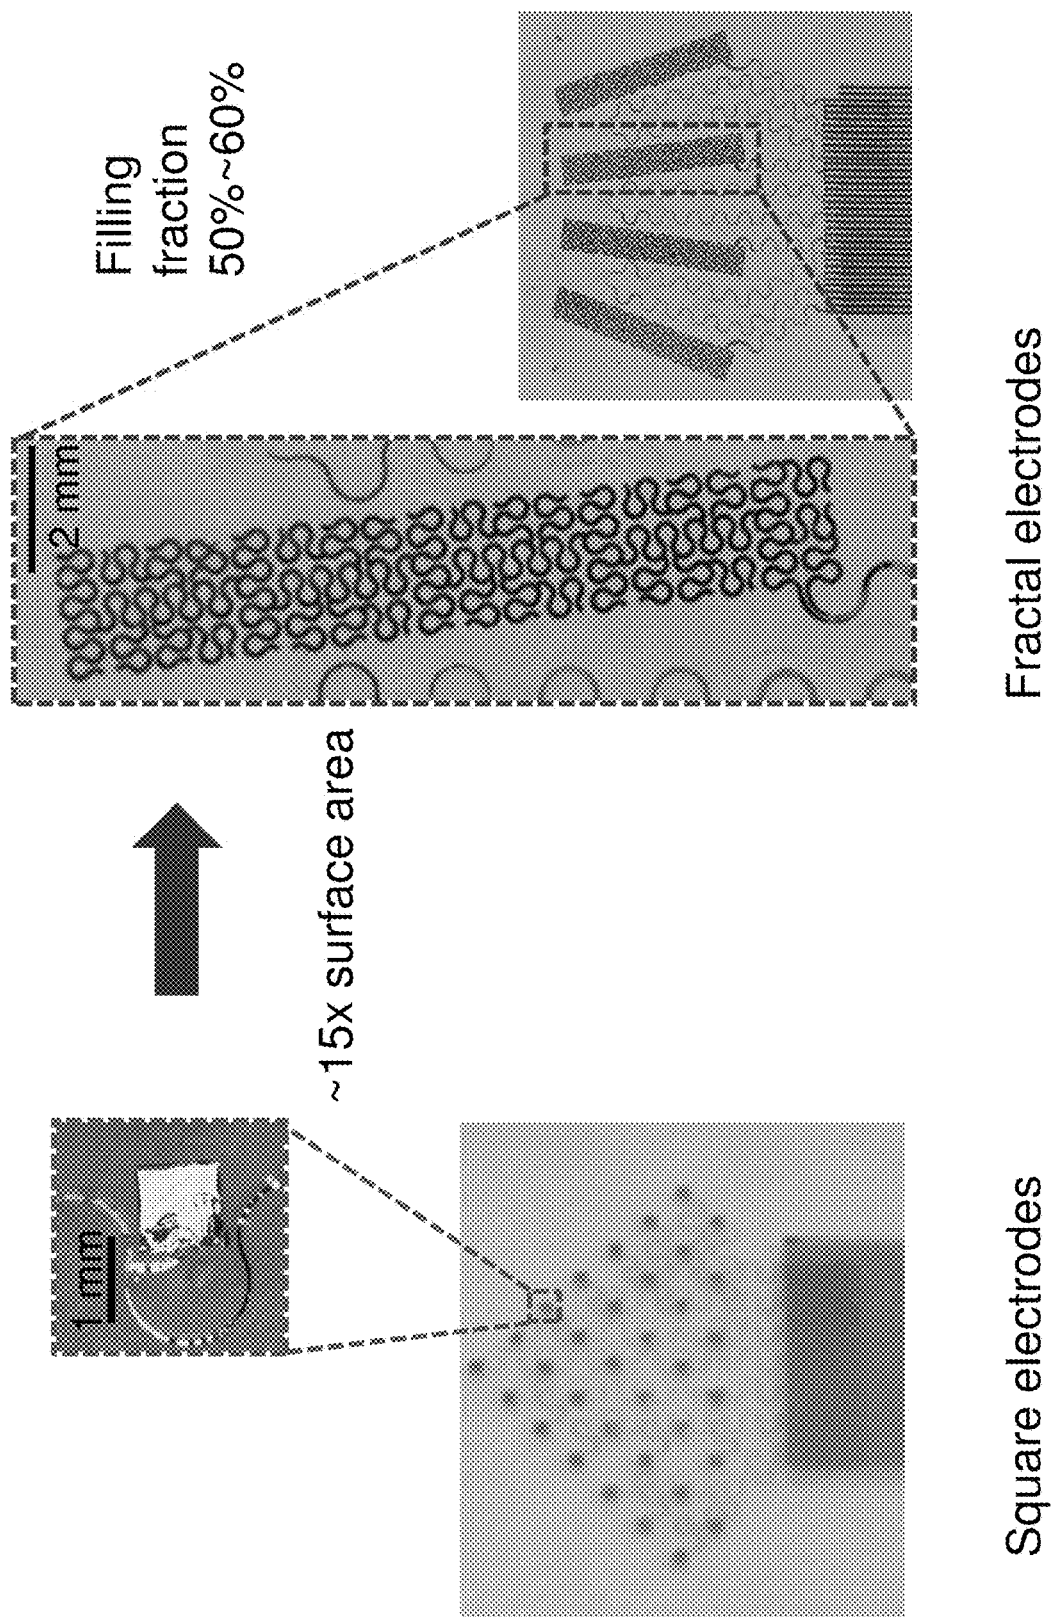 1 mm
~15x surface area
2 mm
Filling
fraction
50%~60%
Square electrodes
Fractal electrodes